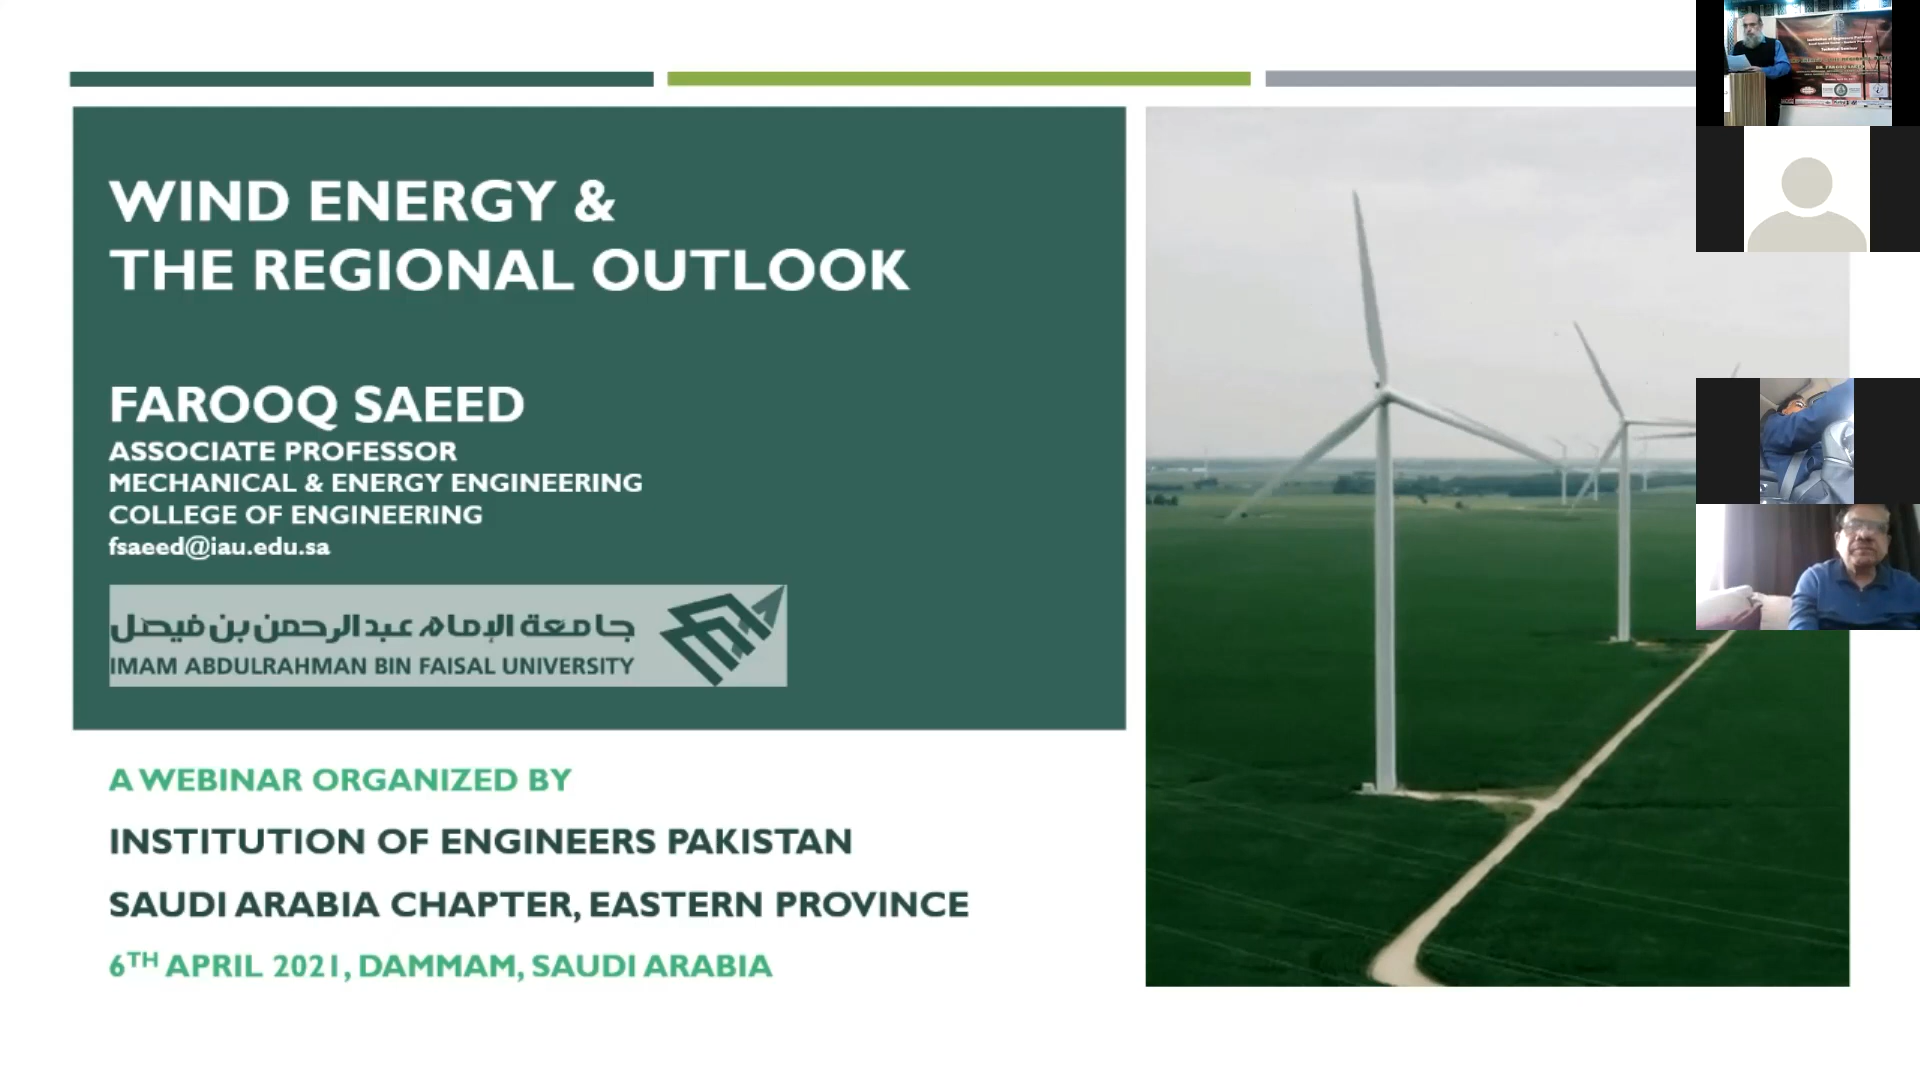 WIND ENERGY &
THE REGIONAL OUTLOOK
FAROOQ SAEED
ASSOCIATE PROFESSOR
MECHANICAL & ENERGY ENGINEERING
COLLEGE OF ENGINEERING
fsaeed@iau.edu.sa
جامعة الإمام عبدالرحمن بن فيصل
IMAM ABDULRAHMAN BIN FAISAL UNIVERSITY
A WEBINAR ORGANIZED BY
INSTITUTION OF ENGINEERS PAKISTAN
SAUDI ARABIA CHAPTER, EASTERN PROVINCE
6TH APRIL 2021, DAMMAM, SAUDI ARABIA